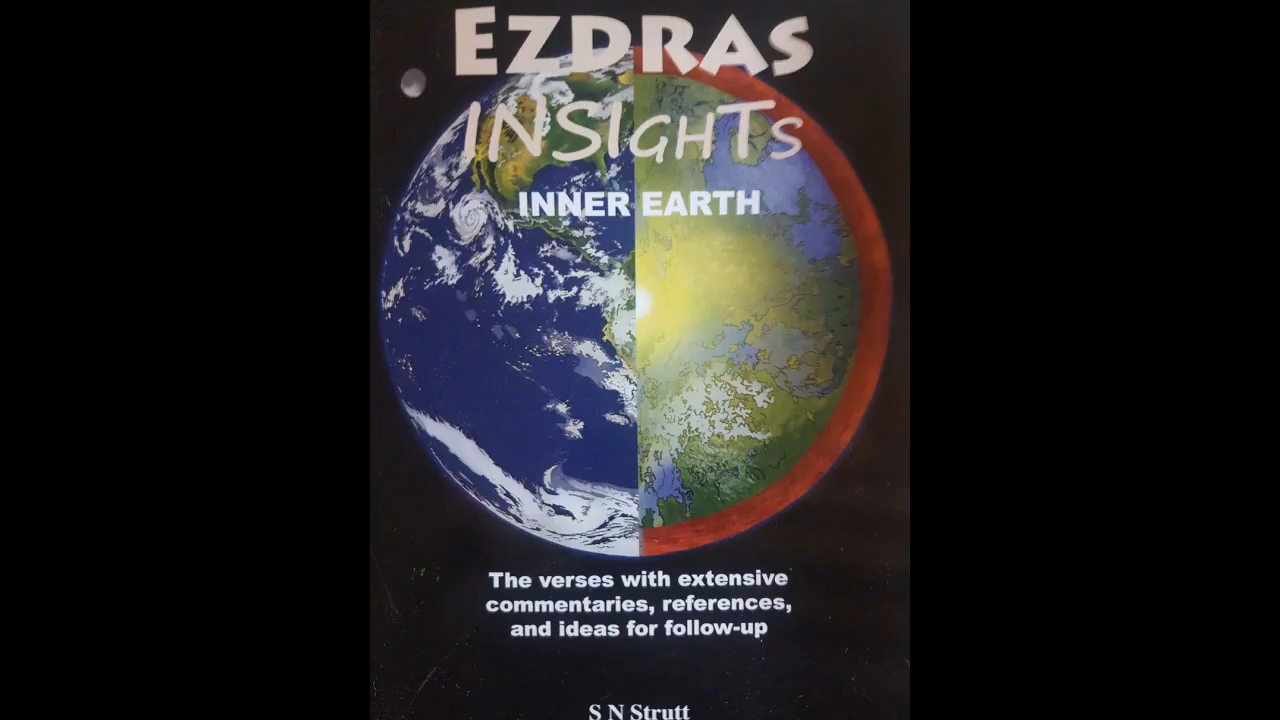 EZDRAS
INSIGHTS
INNER EARTH
The verses with extensive
commentaries, references,
and ideas for follow-up
S N Strutt